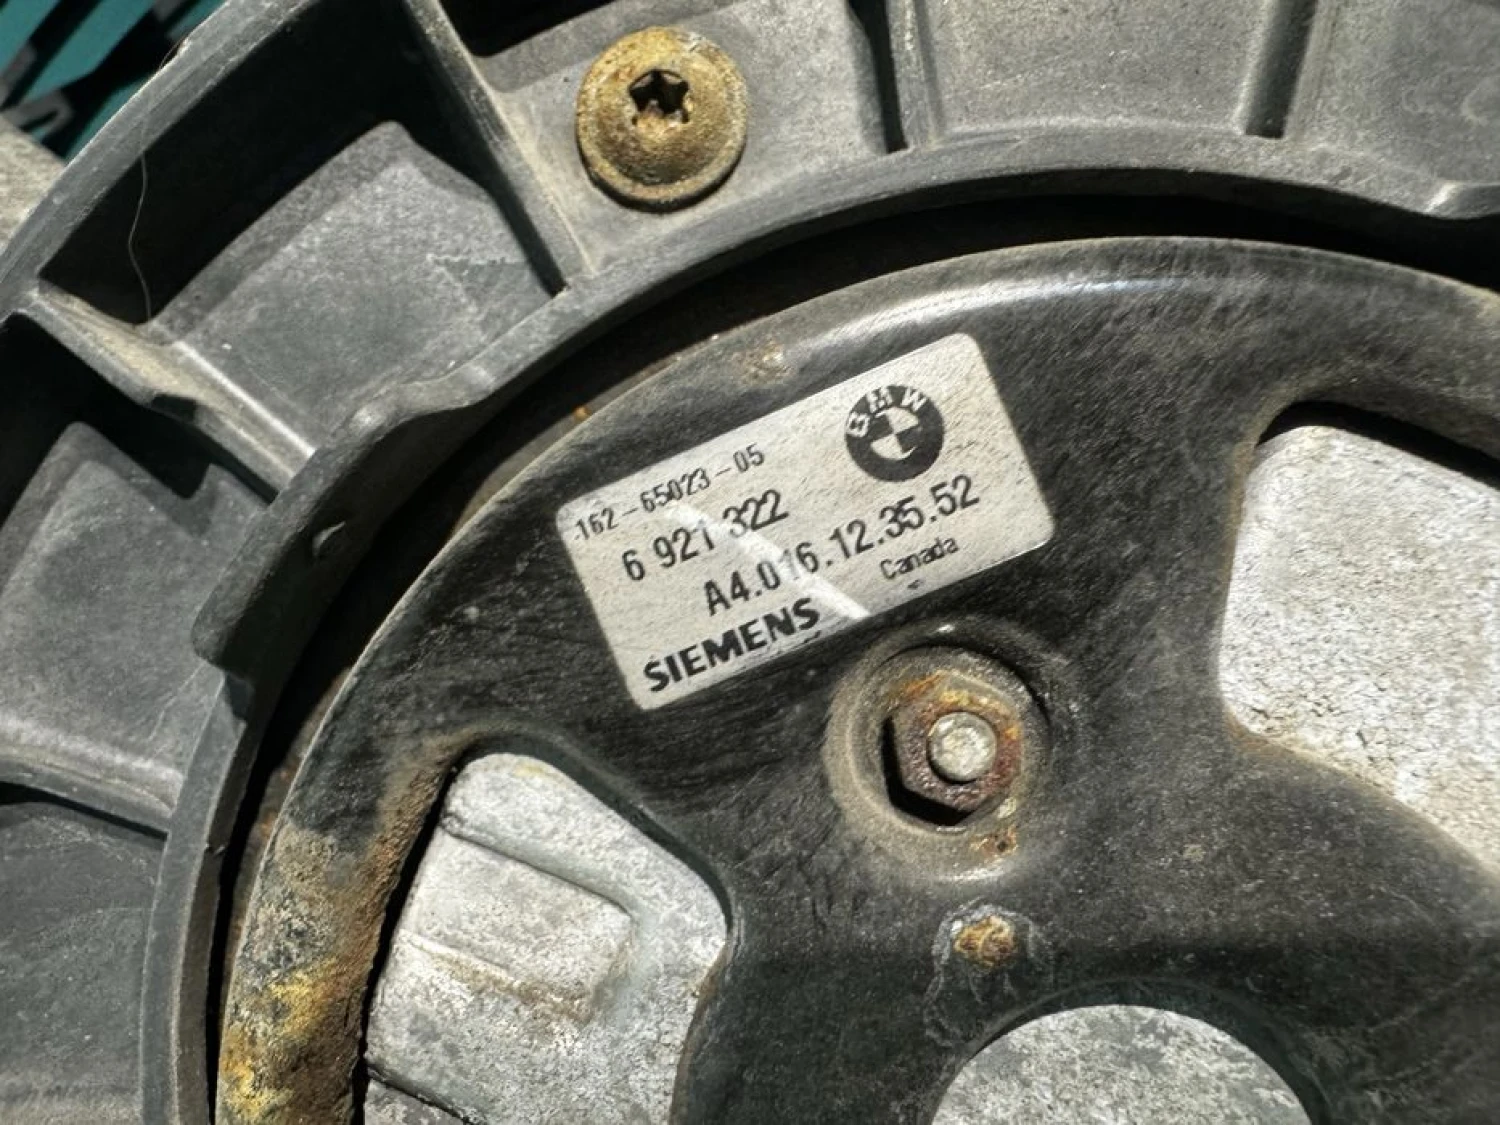 BMW
162-65023-05
6 921 322
A4.016.12.35.52
Canada
SIEMENS